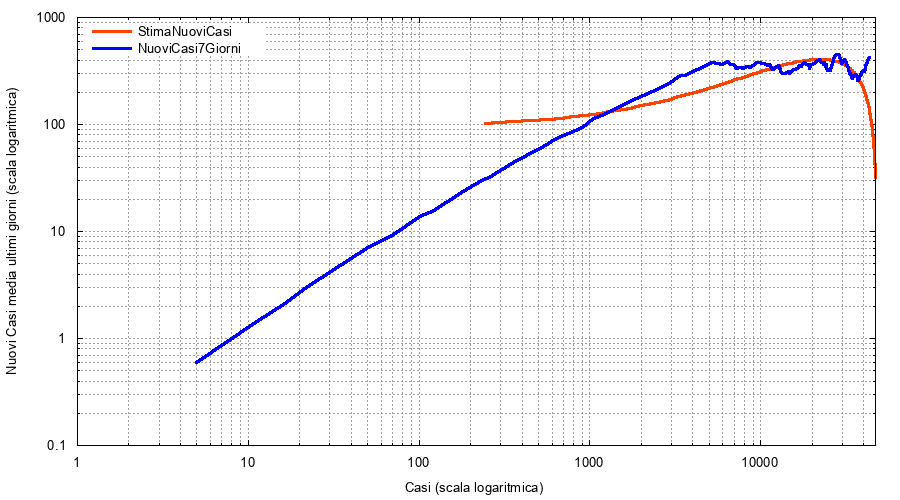 1000
StimaNuoviCasi
NuoviCasi7Giorni
100
10
1
0.1
Nuovi Casi media ultimi giorni (scala logaritmica)
1 10 100 1000 10000
Casi (scala logaritmica)